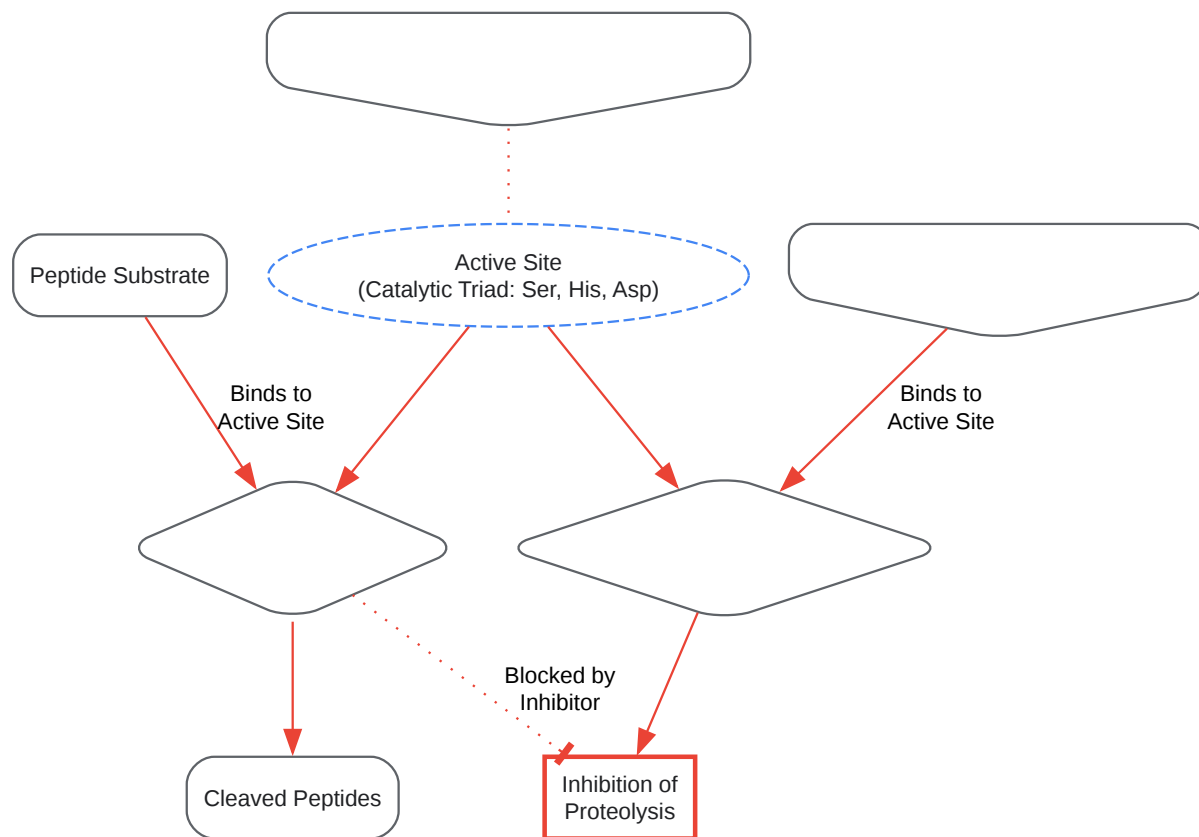 Peptide Substrate
Active Site
(Catalytic Triad: Ser, His, Asp)
Binds to
Active Site
Binds to
Active Site
Blocked by
Inhibitor
Cleaved Peptides
Inhibition of
Proteolysis